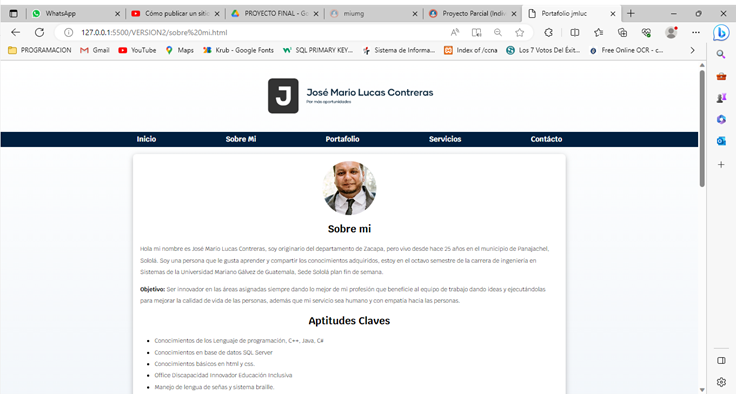 WhatsApp
Cómo publicar un sitio
PROYECTO FINAL - Go
miumg
Proyecto Parcial (Indiv
Portafolio jmluc
127.0.0.1:5500/VERSION2/sobre%20mi.html
PROGRAMACION
Gmail
YouTube
Maps
Krub - Google Fonts
SQL PRIMARY KEY...
Sistema de Informa...
Index of /ccna
Los 7 Votos Del Éxit...
Free Online OCR - c...
J
José Mario Lucas Contreras
Por más oportunidades
Inicio
Sobre Mi
Portafolio
Servicios
Contácto
Sobre mi
Hola mi nombre es José Mario Lucas Contreras, soy originario del departamento de Zacapa, pero vivo desde hace 25 años en el municipio de Panajachel,
Sololá. Soy una persona que le gusta aprender y compartir los conocimientos adquiridos, estoy en el octavo semestre de la carrera de Ingeniería en
Sistemas de la Universidad Mariano Gálvez de Guatemala, Sede Sololá plan fin de semana.
Objetivo: Ser innovador en las áreas asignadas siempre dando lo mejor de mi profesión que beneficie al equipo de trabajo dando ideas y ejecutándolas
para mejorar la calidad de vida de las personas, además que mi servicio sea humano y con empatía hacia las personas.
Aptitudes Claves
Conocimientos de los Lenguaje de programación, C++, Java, C#
Conocimientos en base de datos SQL Server
Conocimientos básicos en html y css.
Office Discapacidad Innovador Educación Inclusiva
Manejo de lengua de señas y sistema braille.